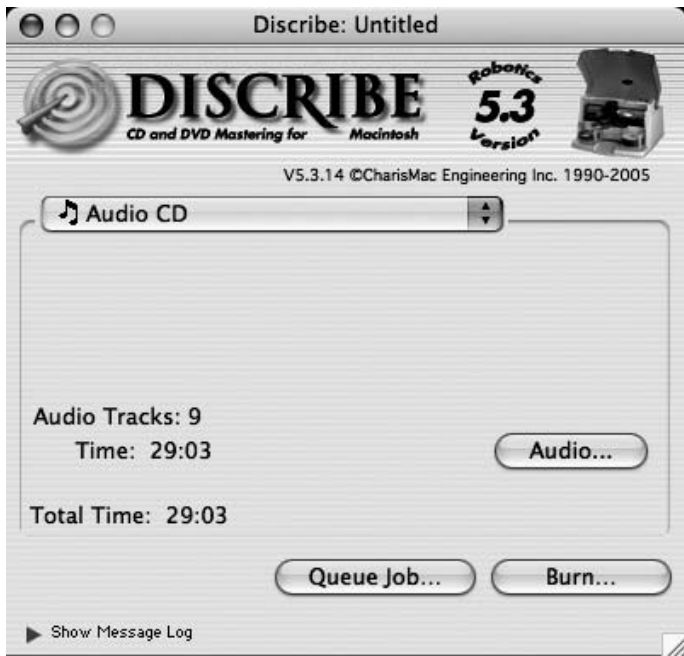 Discribe: Untitled
DISCRIBE
CD and DVD Mastering for Macintosh
Robotics
5.3
Version
V5.3.14 ©CharisMac Engineering Inc. 1990-2005
Audio CD
Audio Tracks: 9
Time: 29:03
Audio...
Total Time: 29:03
Queue Job...
Burn...
Show Message Log